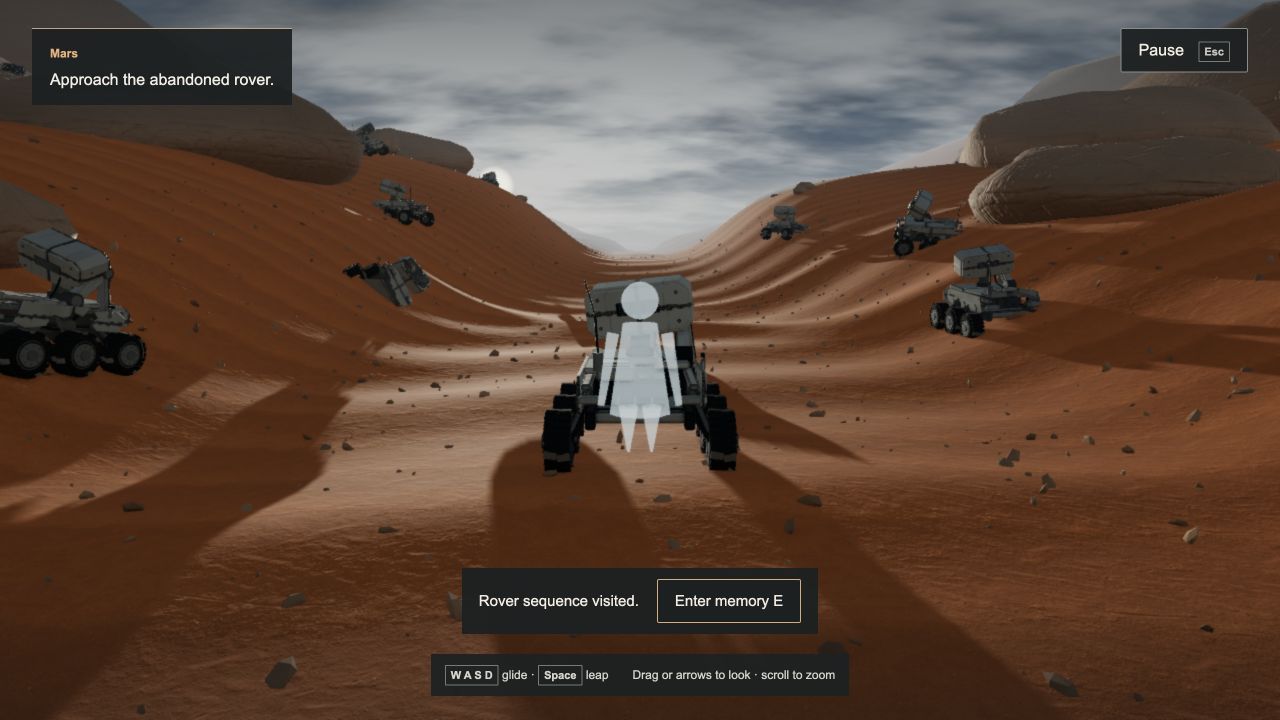 Mars
Approach the abandoned rover.
Pause Esc
Rover sequence visited. Enter memory E
W A S D glide · Space leap Drag or arrows to look · scroll to zoom